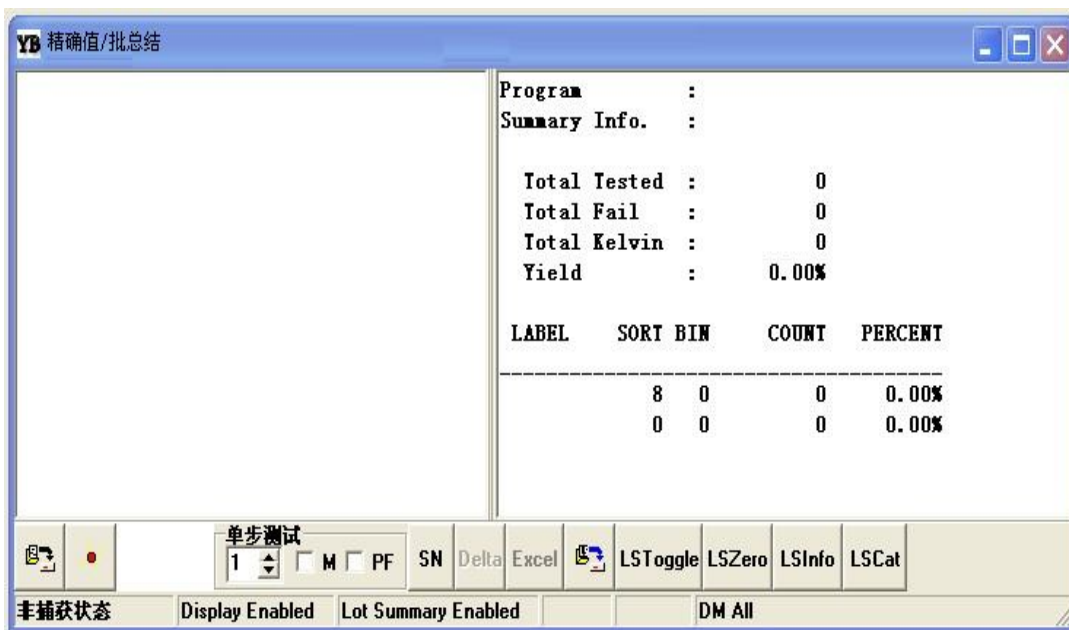 YB 精确值/批总结
Program :
Summary Info. :
Total Tested : 0
Total Fail : 0
Total Kelvin : 0
Yield : 0.00%
LABEL SORT BIN COUNT PERCENT
8 0 0 0.00%
0 0 0 0.00%
单步测试
1 M PF SN Delta Excel LSToggle LSZero LSInfo LSCat
非捕获状态 Display Enabled Lot Summary Enabled DM All